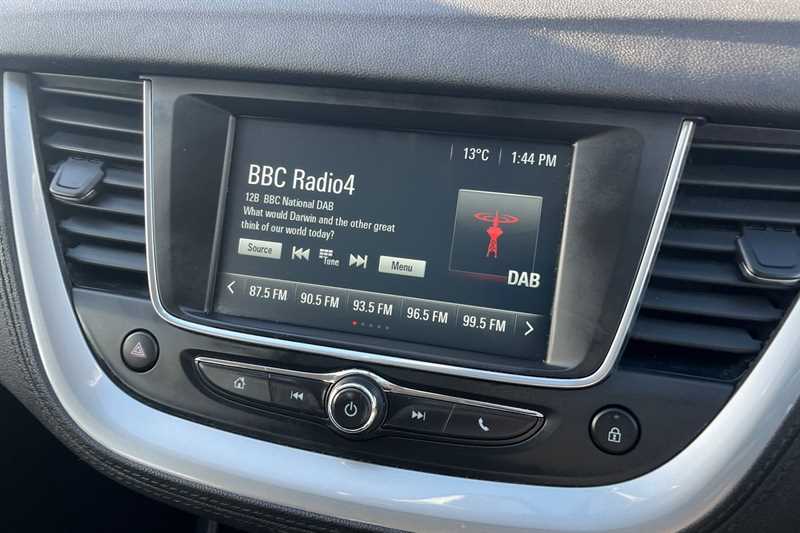 13°C 1:44 PM
BBC Radio4
12B BBC National DAB
What would Darwin and the other great
think of our world today?
Source Tune Menu
DAB
87.5 FM 90.5 FM 93.5 FM 96.5 FM 99.5 FM